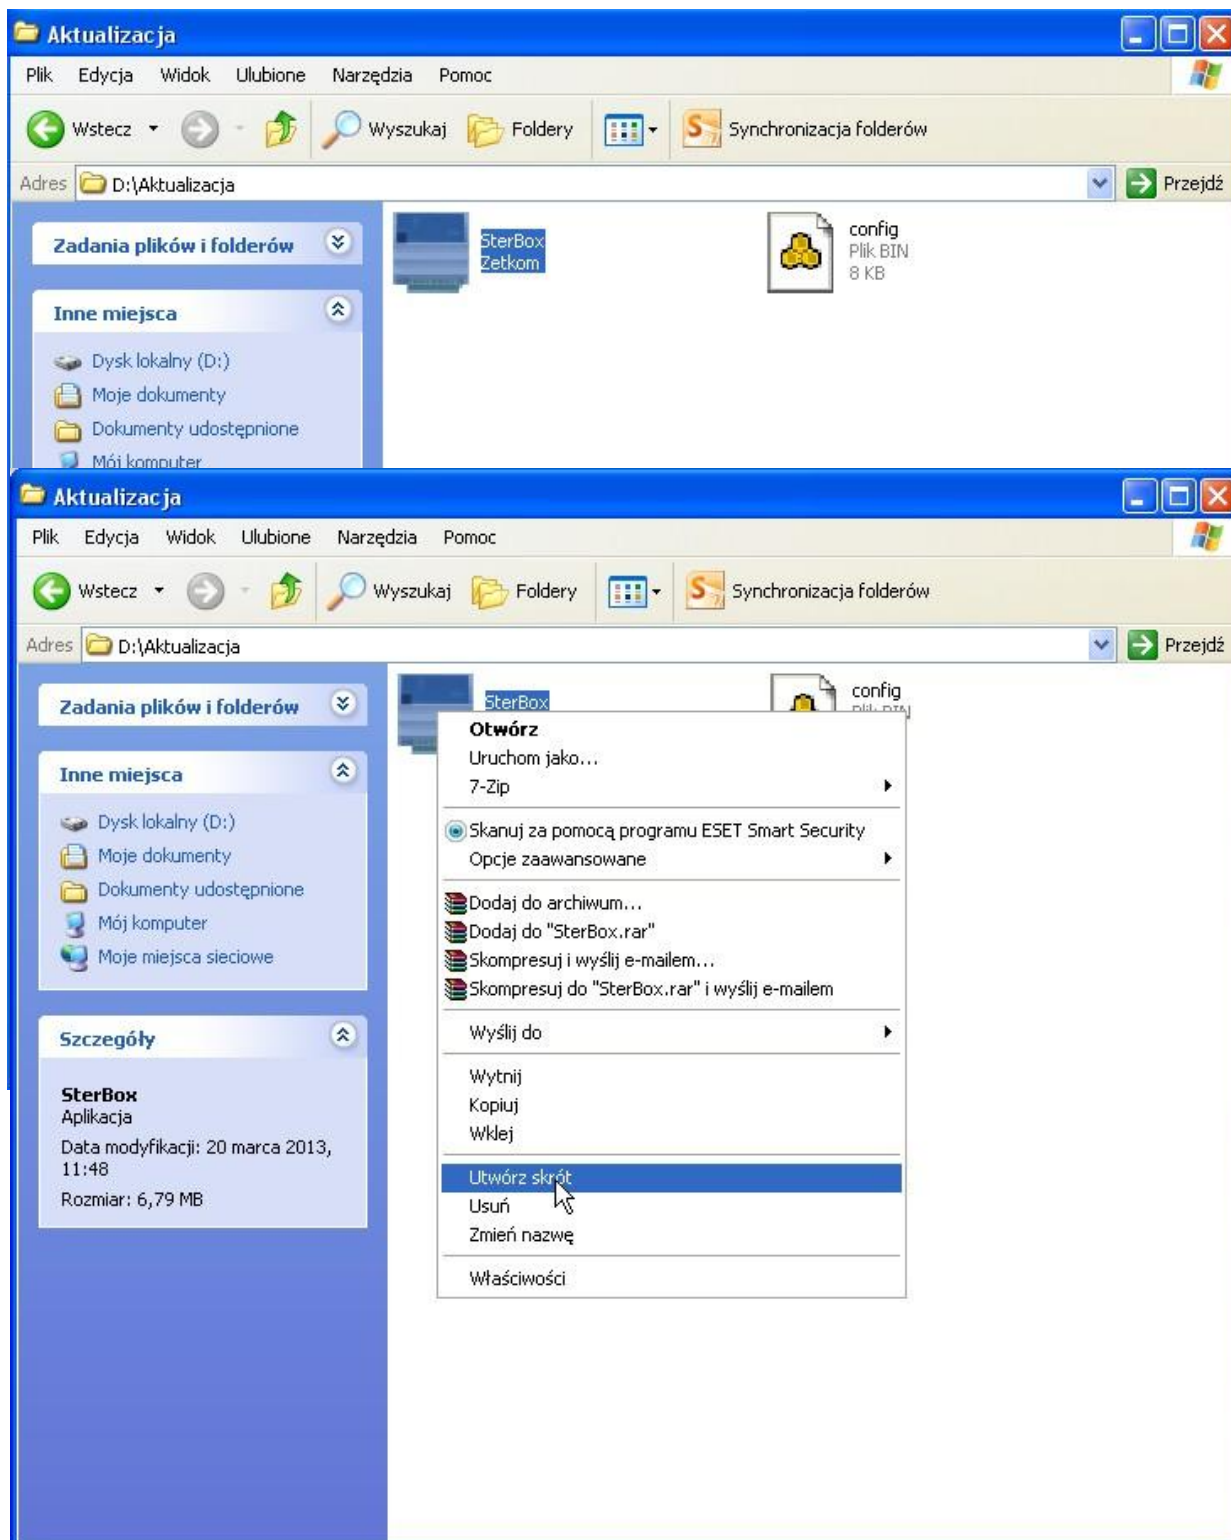 Aktualizacja
Plik Edycja Widok Ulubione Narzędzia Pomoc
Wstecz Wyszukaj Foldery Synchronizacja folderów
Adres D:\Aktualizacja Przejdź
Zadania plików i folderów
SterBox
Zetkom
config
Plik BIN
8 KB
Inne miejsca
Dysk lokalny (D:)
Moje dokumenty
Dokumenty udostępnione
Mój komputer
Aktualizacja
Plik Edycja Widok Ulubione Narzędzia Pomoc
Wstecz Wyszukaj Foldery Synchronizacja folderów
Adres D:\Aktualizacja Przejdź
Zadania plików i folderów
SterBox
config
Plik BIN
Inne miejsca
Dysk lokalny (D:)
Moje dokumenty
Dokumenty udostępnione
Mój komputer
Moje miejsca sieciowe
Szczegóły
SterBox
Aplikacja
Data modyfikacji: 20 marca 2013,
11:48
Rozmiar: 6,79 MB
Otwórz
Uruchom jako...
7-Zip
Skanuj za pomocą programu ESET Smart Security
Opcje zaawansowane
Dodaj do archiwum...
Dodaj do "SterBox.rar"
Skompresuj i wyślij e-mailem...
Skompresuj do "SterBox.rar" i wyślij e-mailem
Wyślij do
Wytnij
Kopiuj
Wklej
Utwórz skrót
Usuń
Zmień nazwę
Właściwości